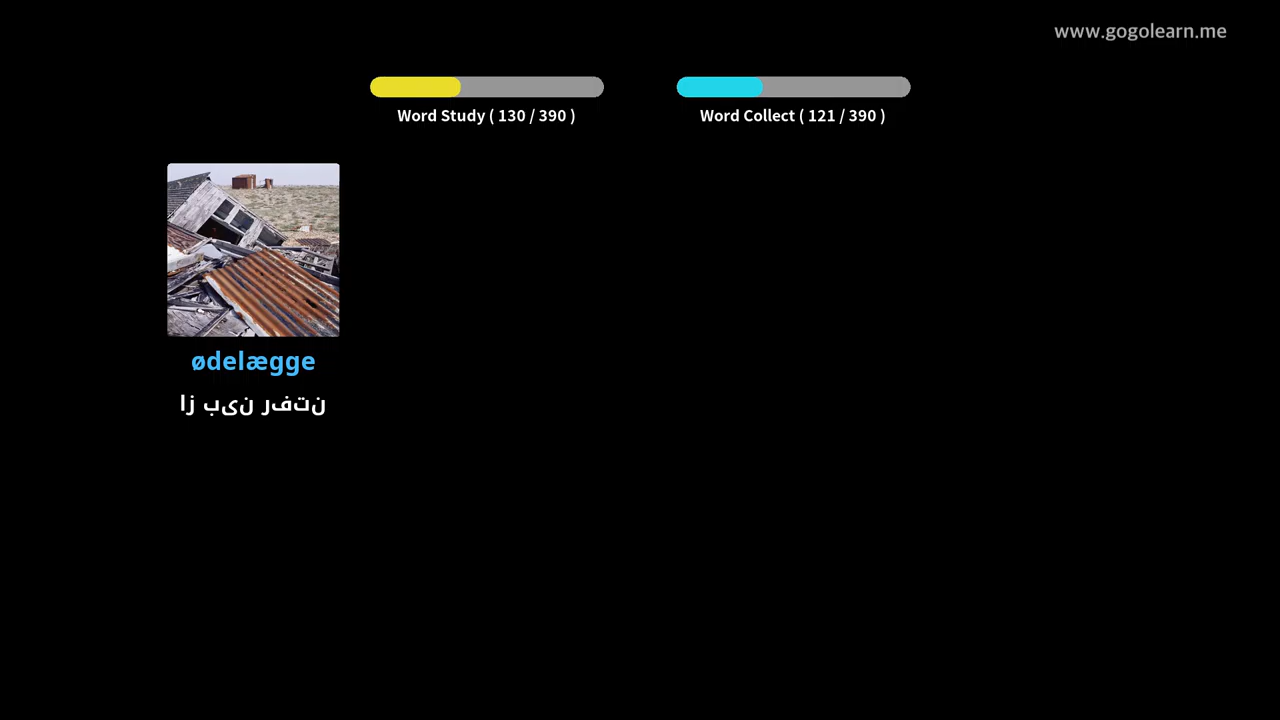 www.gogolearn.me
Word Study ( 130 / 390 )
Word Collect ( 121 / 390 )
ødelægge
از بین رفتن